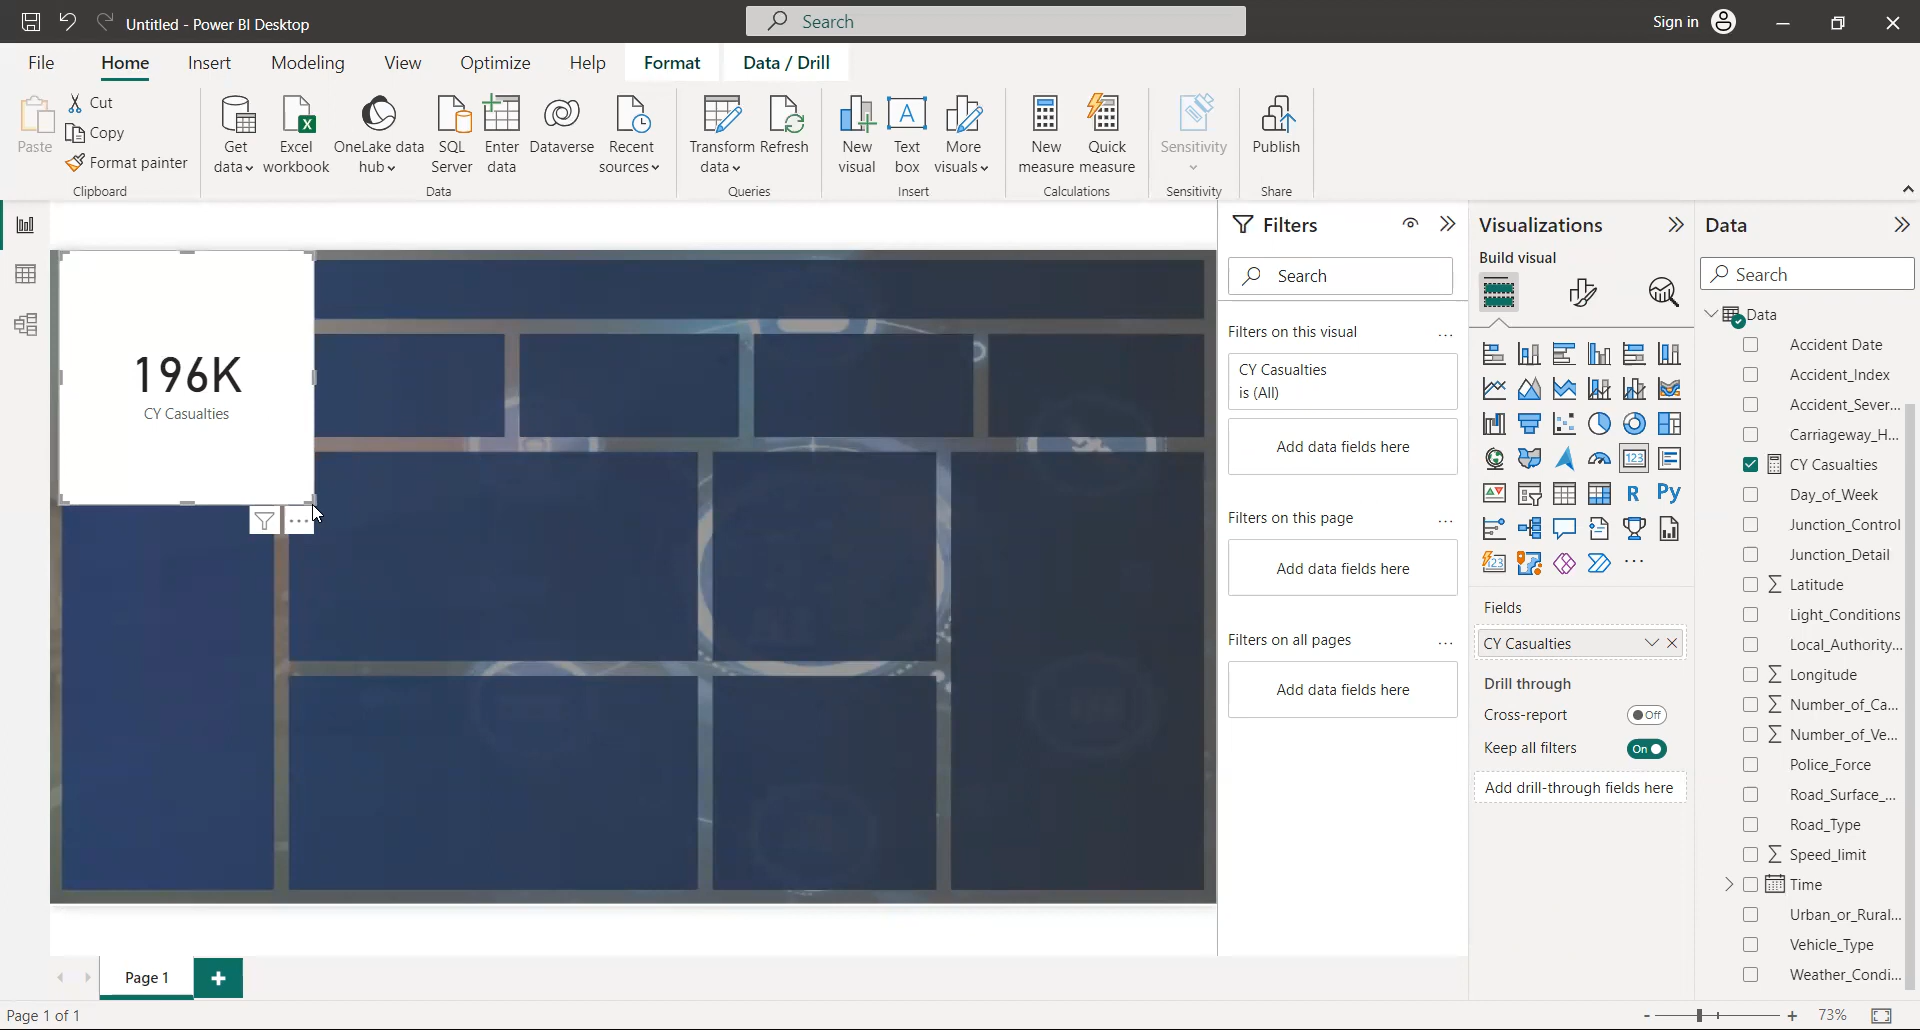 Untitled - Power BI Desktop
Search
Sign in
File Home Insert Modeling View Optimize Help Format Data / Drill
Paste
Cut
Copy
Format painter
Clipboard
Get data
Excel workbook
OneLake data hub
SQL Server
Enter data
Dataverse
Recent sources
Data
Transform data
Refresh
Queries
New visual
Text box
More visuals
Insert
New measure
Quick measure
Calculations
Sensitivity
Sensitivity
Publish
Share
196K
CY Casualties
Filters
Search
Filters on this visual
CY Casualties
is (All)
Add data fields here
Filters on this page
Add data fields here
Filters on all pages
Add data fields here
Visualizations
Build visual
123
R
Py
123
Fields
CY Casualties
Drill through
Cross-report Off
Keep all filters On
Add drill-through fields here
Data
Search
Data
Accident Date
Accident_Index
Accident_Sever...
Carriageway_H...
CY Casualties
Day_of_Week
Junction_Control
Junction_Detail
Latitude
Light_Conditions
Local_Authority...
Longitude
Number_of_Ca...
Number_of_Ve...
Police_Force
Road_Surface_...
Road_Type
Speed_limit
Time
Urban_or_Rural...
Vehicle_Type
Weather_Condi...
Page 1
Page 1 of 1
73%